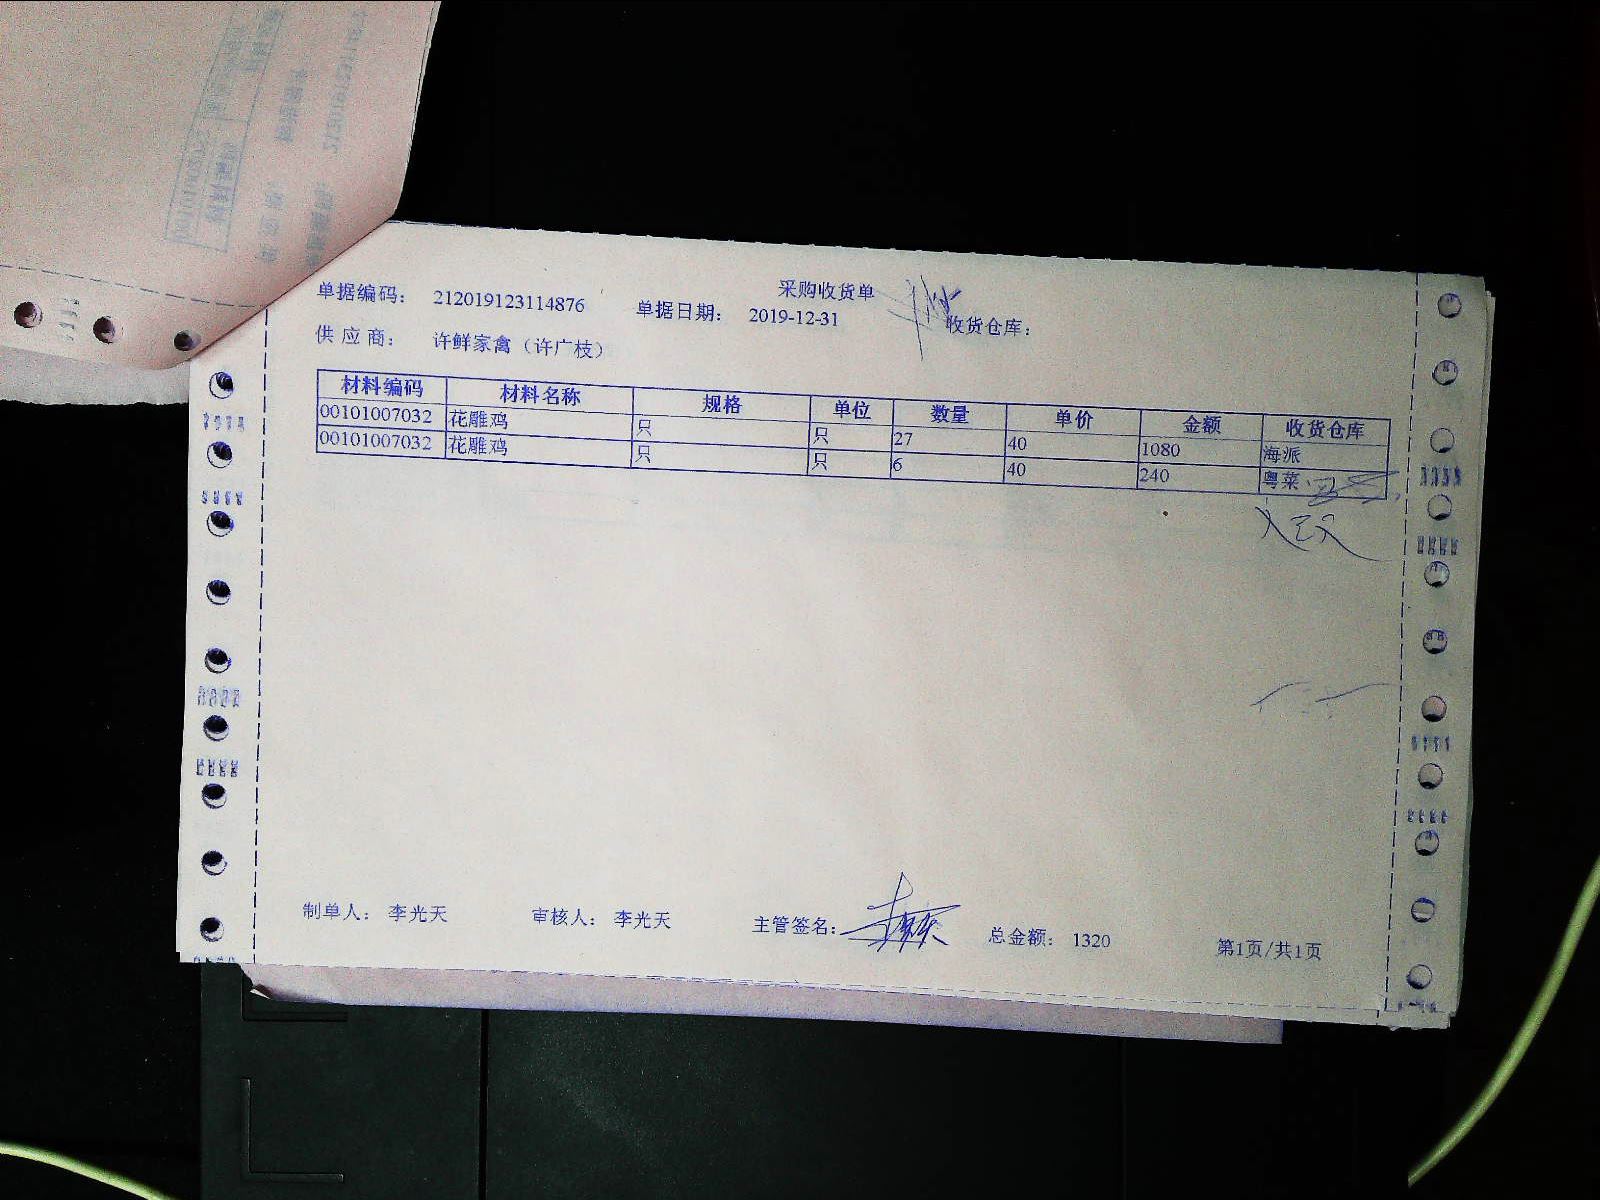 采购收货单
单据编码： 212019123114876 单据日期： 2019-12-31 收货仓库：
供 应 商： 许鲜家禽（许广枝）
材料编码 材料名称 规格 单位 数量 单价 金额 收货仓库
00101007032 花雕鸡 只 只 27 40 1080 海派
00101007032 花雕鸡 只 只 6 40 240 粤菜
制单人： 李光天 审核人： 李光天 主管签名： 总金额： 1320 第1页/共1页